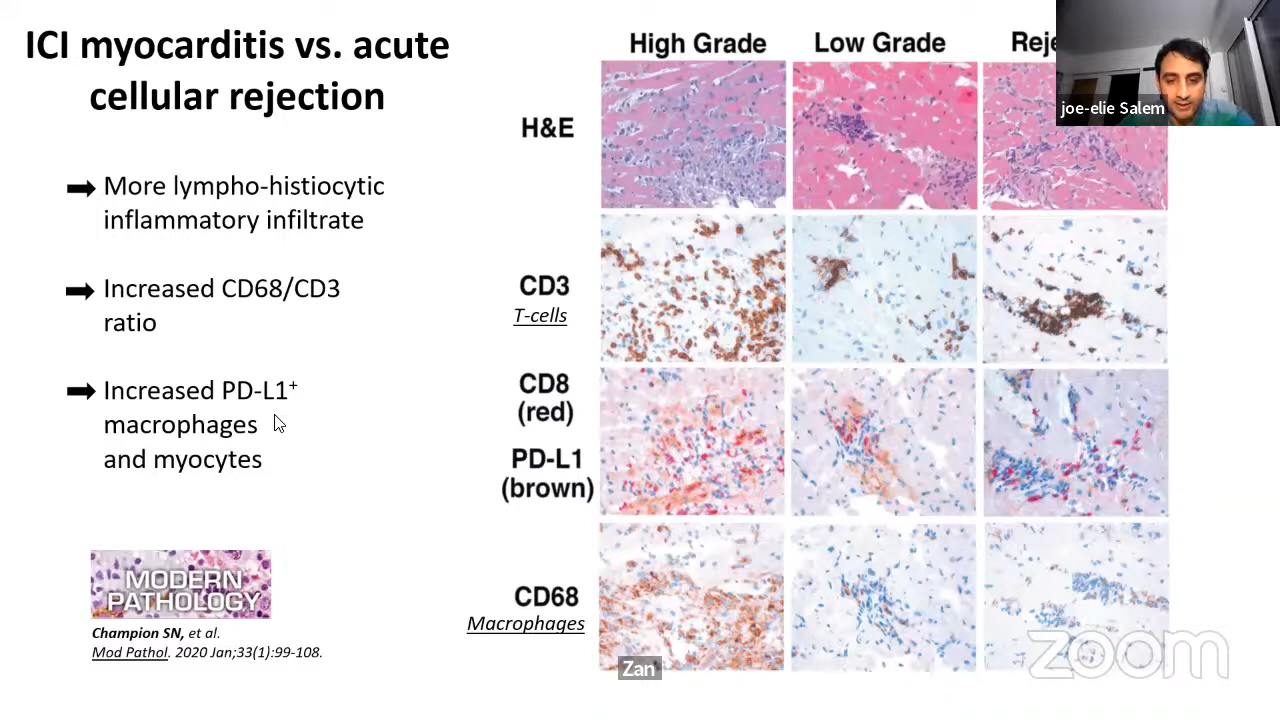 ICI myocarditis vs. acute
cellular rejection
More lympho-histiocytic
inflammatory infiltrate
Increased CD68/CD3
ratio
Increased PD-L1⁺
macrophages
and myocytes
MODERN
PATHOLOGY
Champion SN, et al.
Mod Pathol. 2020 Jan;33(1):99-108.
High Grade
Low Grade
H&E
CD3
T-cells
CD8
(red)
PD-L1
(brown)
CD68
Macrophages
joe-elie Salem
Zan
zoom